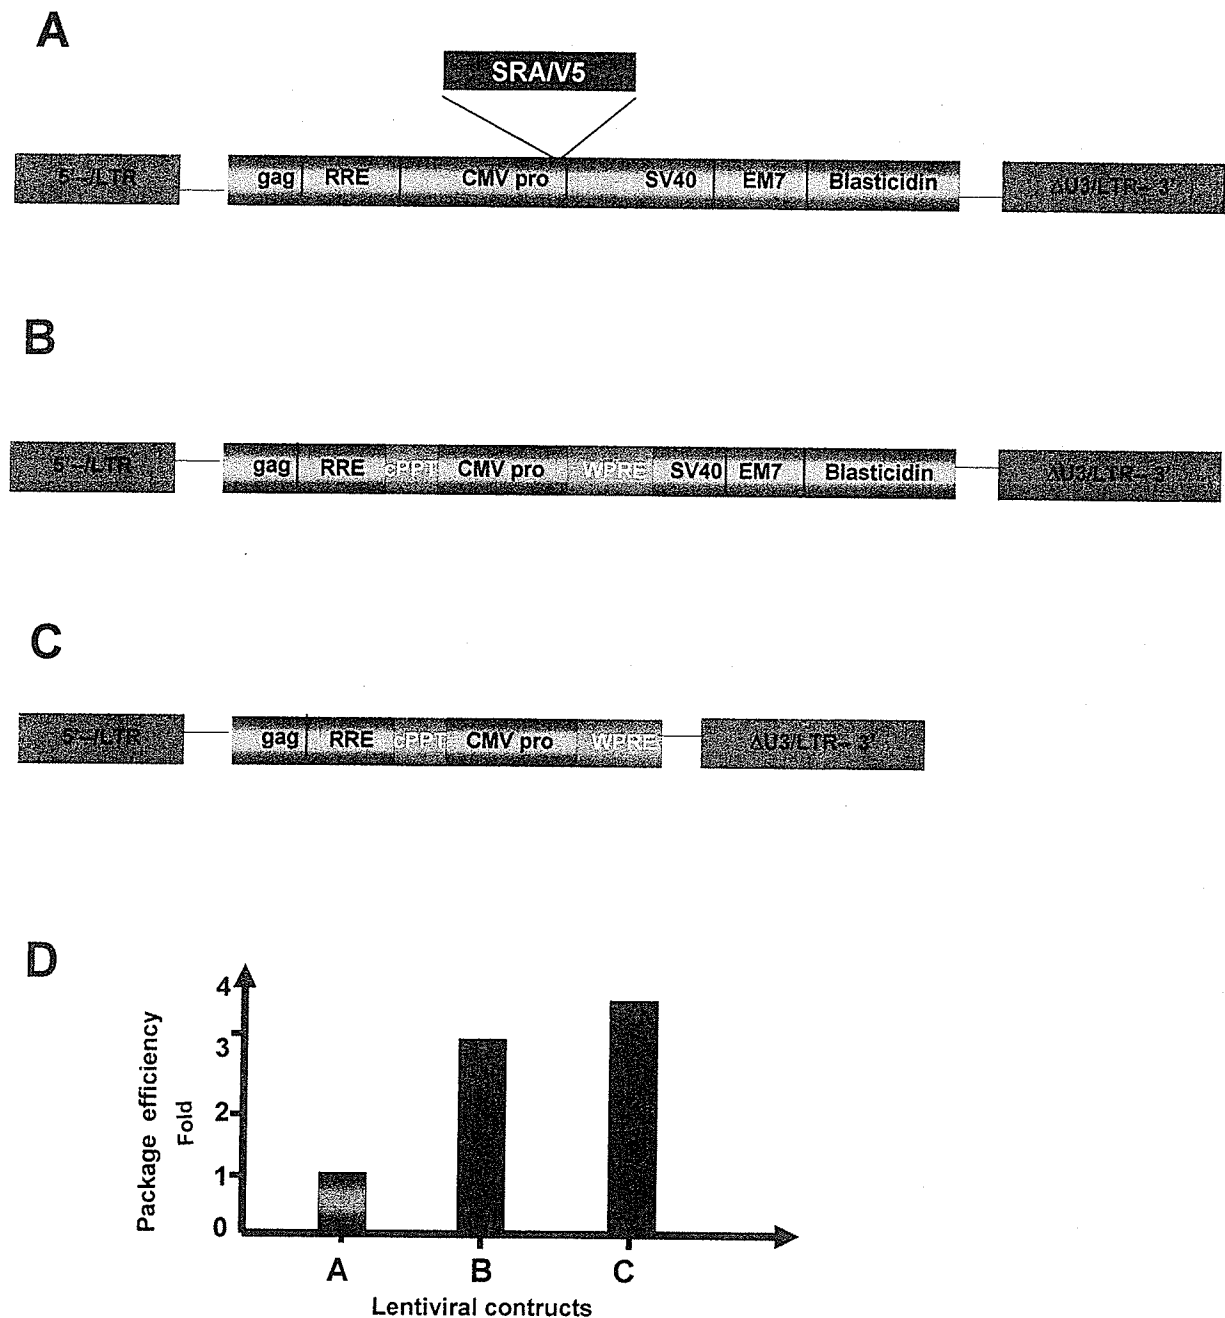 A
SRA/V5
5'–/LTR gag RRE CMV pro SV40 EM7 Blasticidin ΔU3/LTR– 3'
B
5'–/LTR gag RRE cPPT CMV pro WPRE SV40 EM7 Blasticidin ΔU3/LTR– 3'
C
5'–/LTR gag RRE cPPT CMV pro WPRE ΔU3/LTR– 3'
D
Package efficiency
Fold
4
3
2
1
0
A B C
Lentiviral contructs